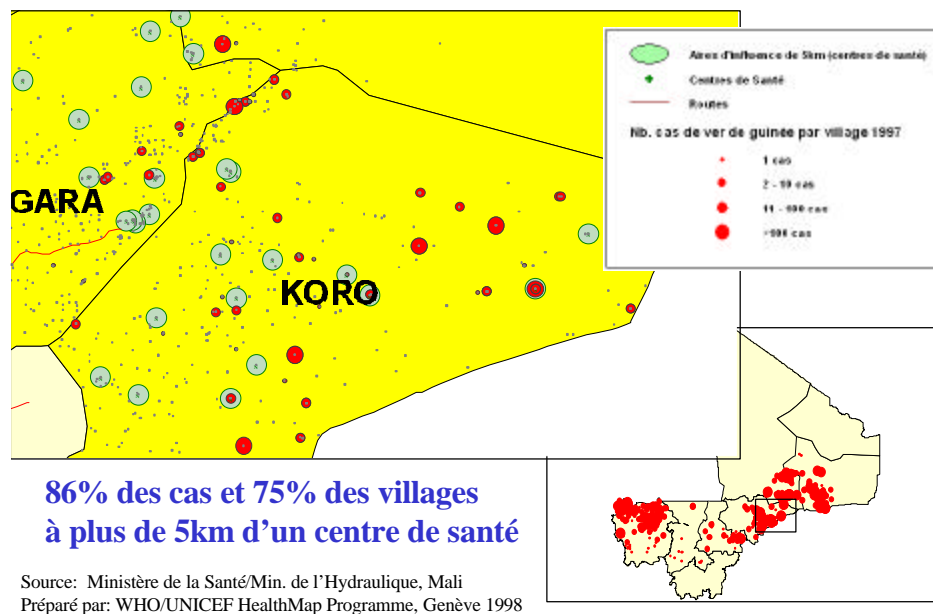 Aires d'influence de 5km (centres de santé)
Centres de Santé
Routes
Nb. cas de ver de guinée par village 1997
1 cas
2 - 10 cas
11 - 100 cas
>100 cas
GARA
KORO
86% des cas et 75% des villages
à plus de 5km d’un centre de santé
Source: Ministère de la Santé/Min. de l’Hydraulique, Mali
Préparé par: WHO/UNICEF HealthMap Programme, Genève 1998